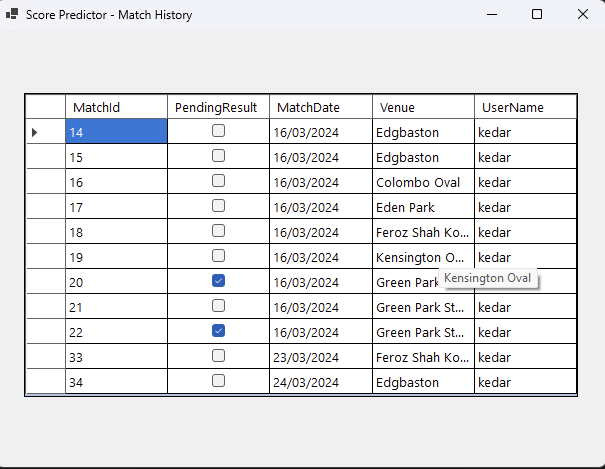 Score Predictor - Match History
MatchId PendingResult MatchDate Venue UserName
14 16/03/2024 Edgbaston kedar
15 16/03/2024 Edgbaston kedar
16 16/03/2024 Colombo Oval kedar
17 16/03/2024 Eden Park kedar
18 16/03/2024 Feroz Shah Ko... kedar
19 16/03/2024 Kensington O... kedar
20 16/03/2024 Green Park Kensington Oval
21 16/03/2024 Green Park St... kedar
22 16/03/2024 Green Park St... kedar
33 23/03/2024 Feroz Shah Ko... kedar
34 24/03/2024 Edgbaston kedar